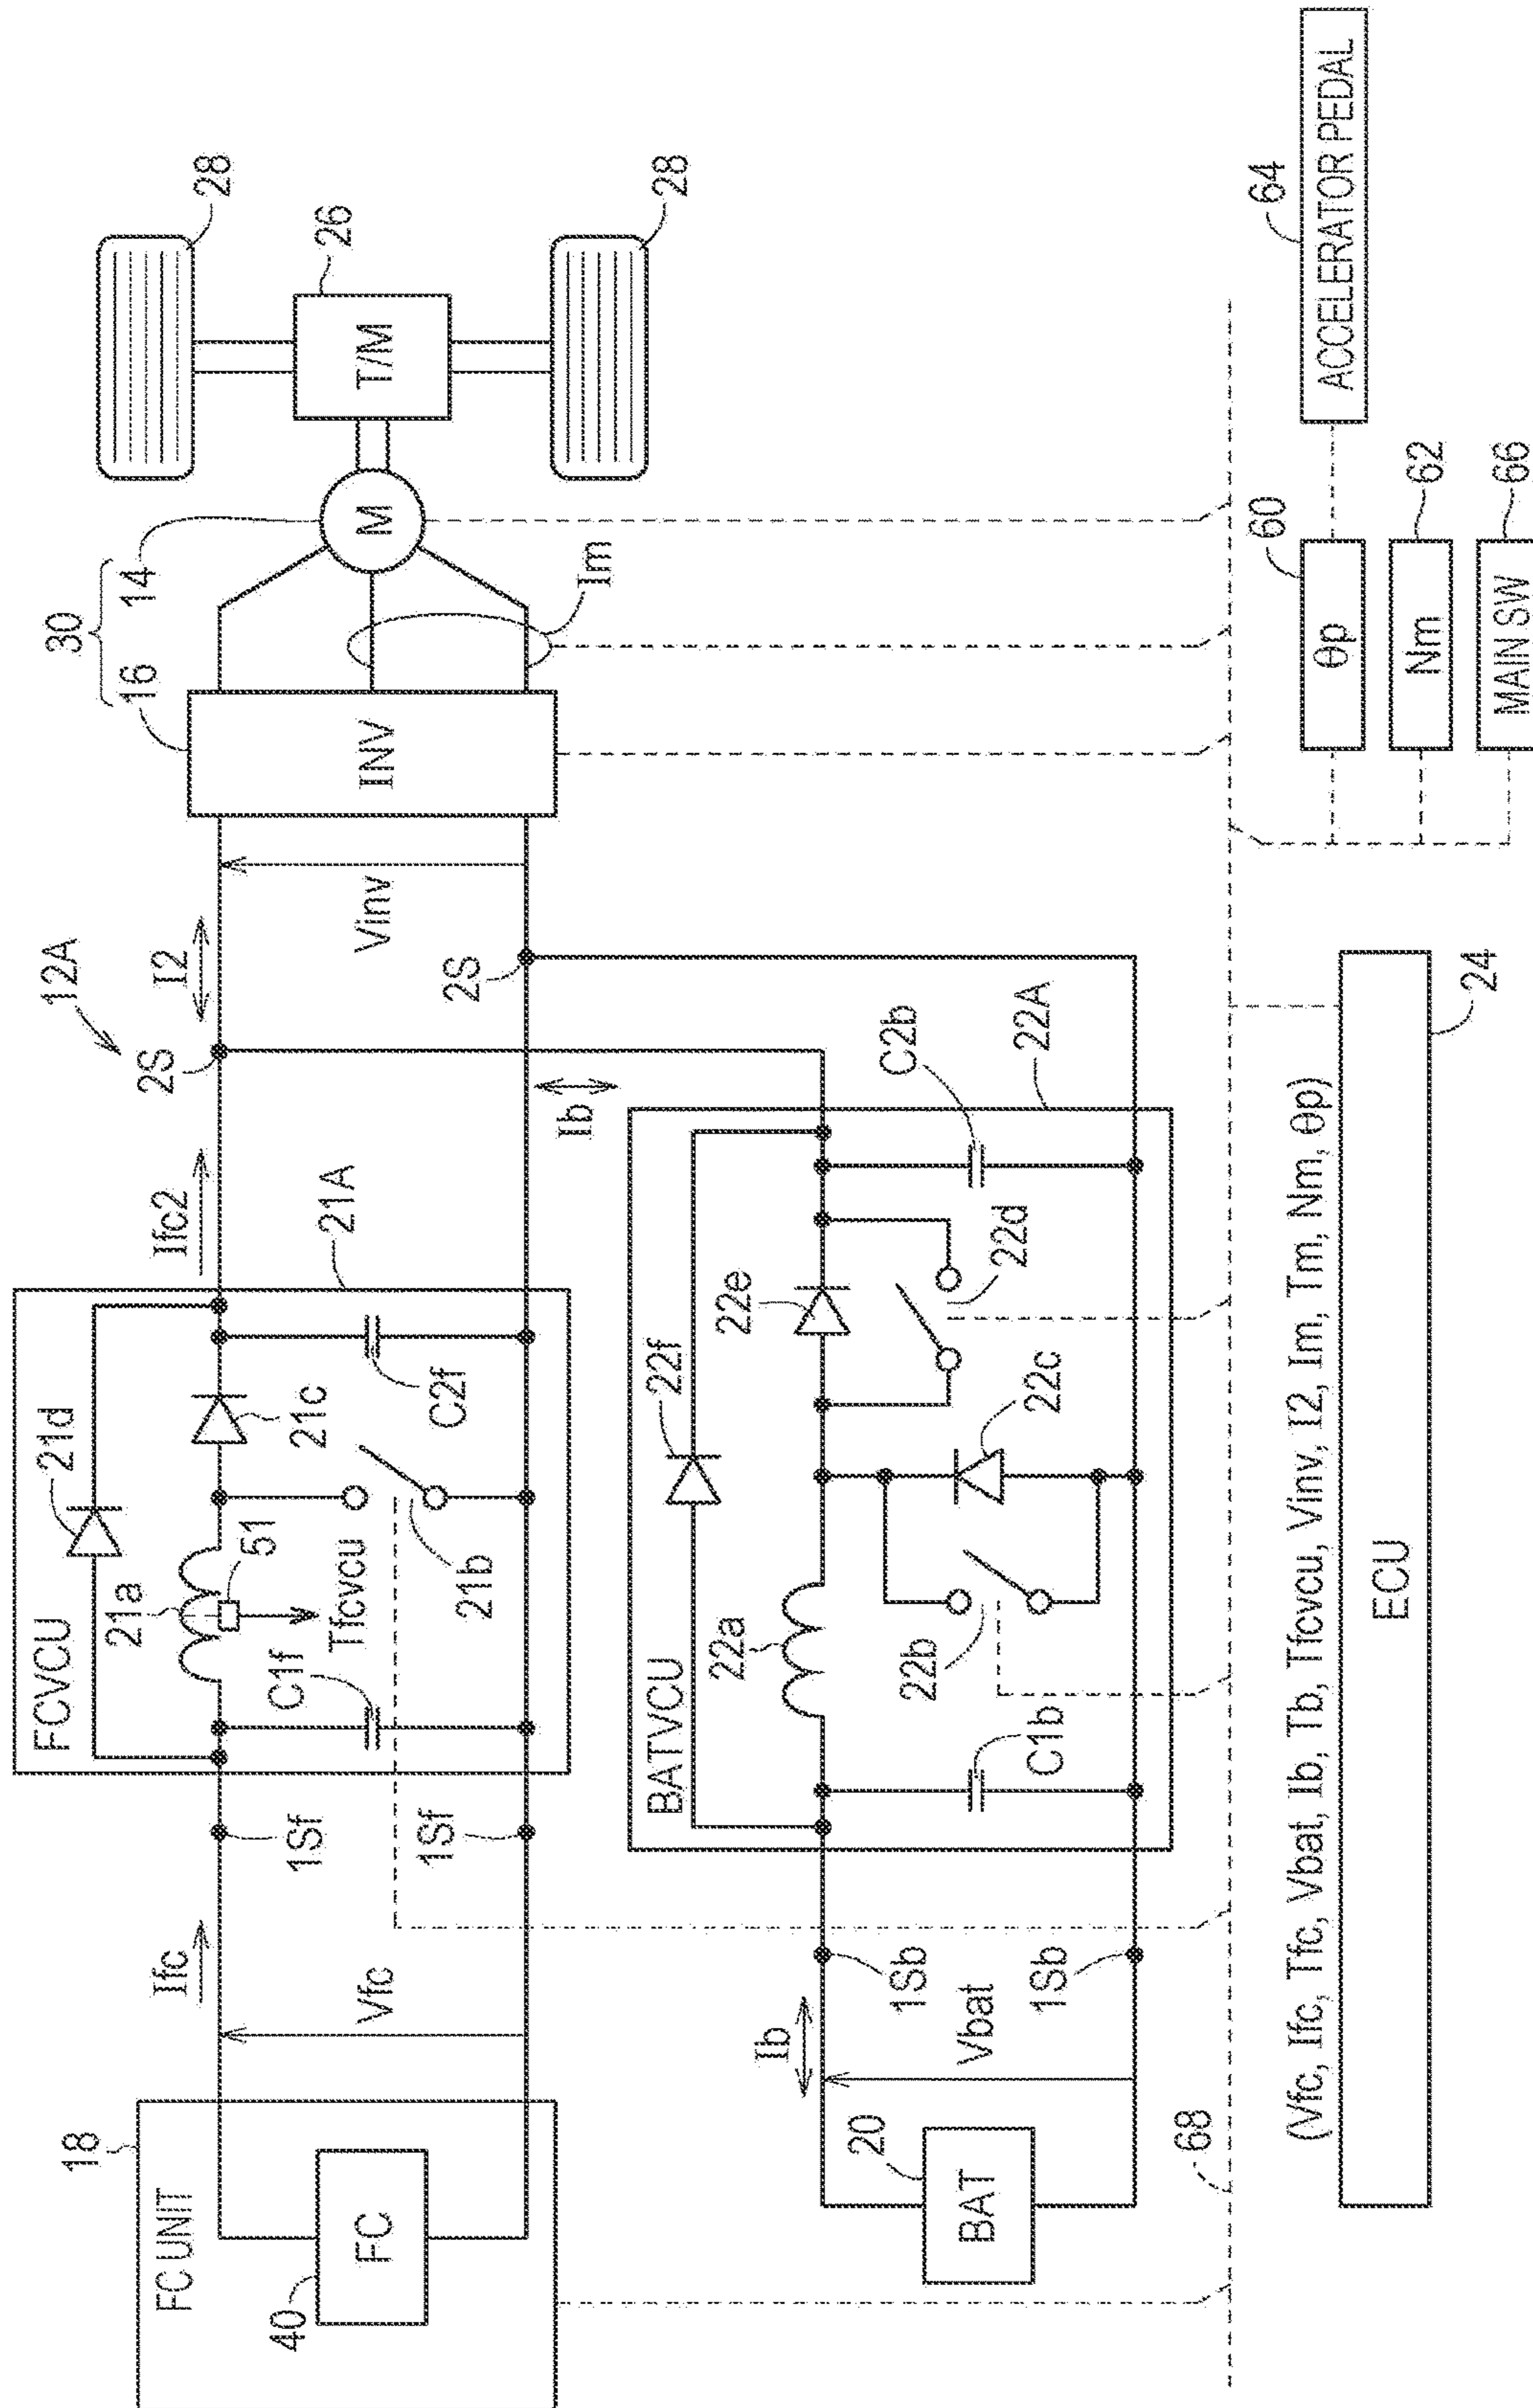 12A
30
16
14
28
26
T/M
28
M
INV
Im
I2
Vinv
2S
2S
Ifc2
Ib
21A
FCVCU
21d
21a
51
21c
C1f
Tfcvcu
21b
C2f
1Sf
1Sf
Ifc
Vfc
18
FC UNIT
FC
40
BATVCU
22f
22A
22e
22d
C2b
22a
22b
22c
C1b
1Sb
1Sb
Ib
Vbat
20
BAT
68
(Vfc, Ifc, Tfc, Vbat, Ib, Tb, Tfcvcu, Vinv, I2, Im, Tm, Nm, θp)
ECU
24
60
θp
64
ACCELERATOR PEDAL
62
Nm
66
MAIN SW